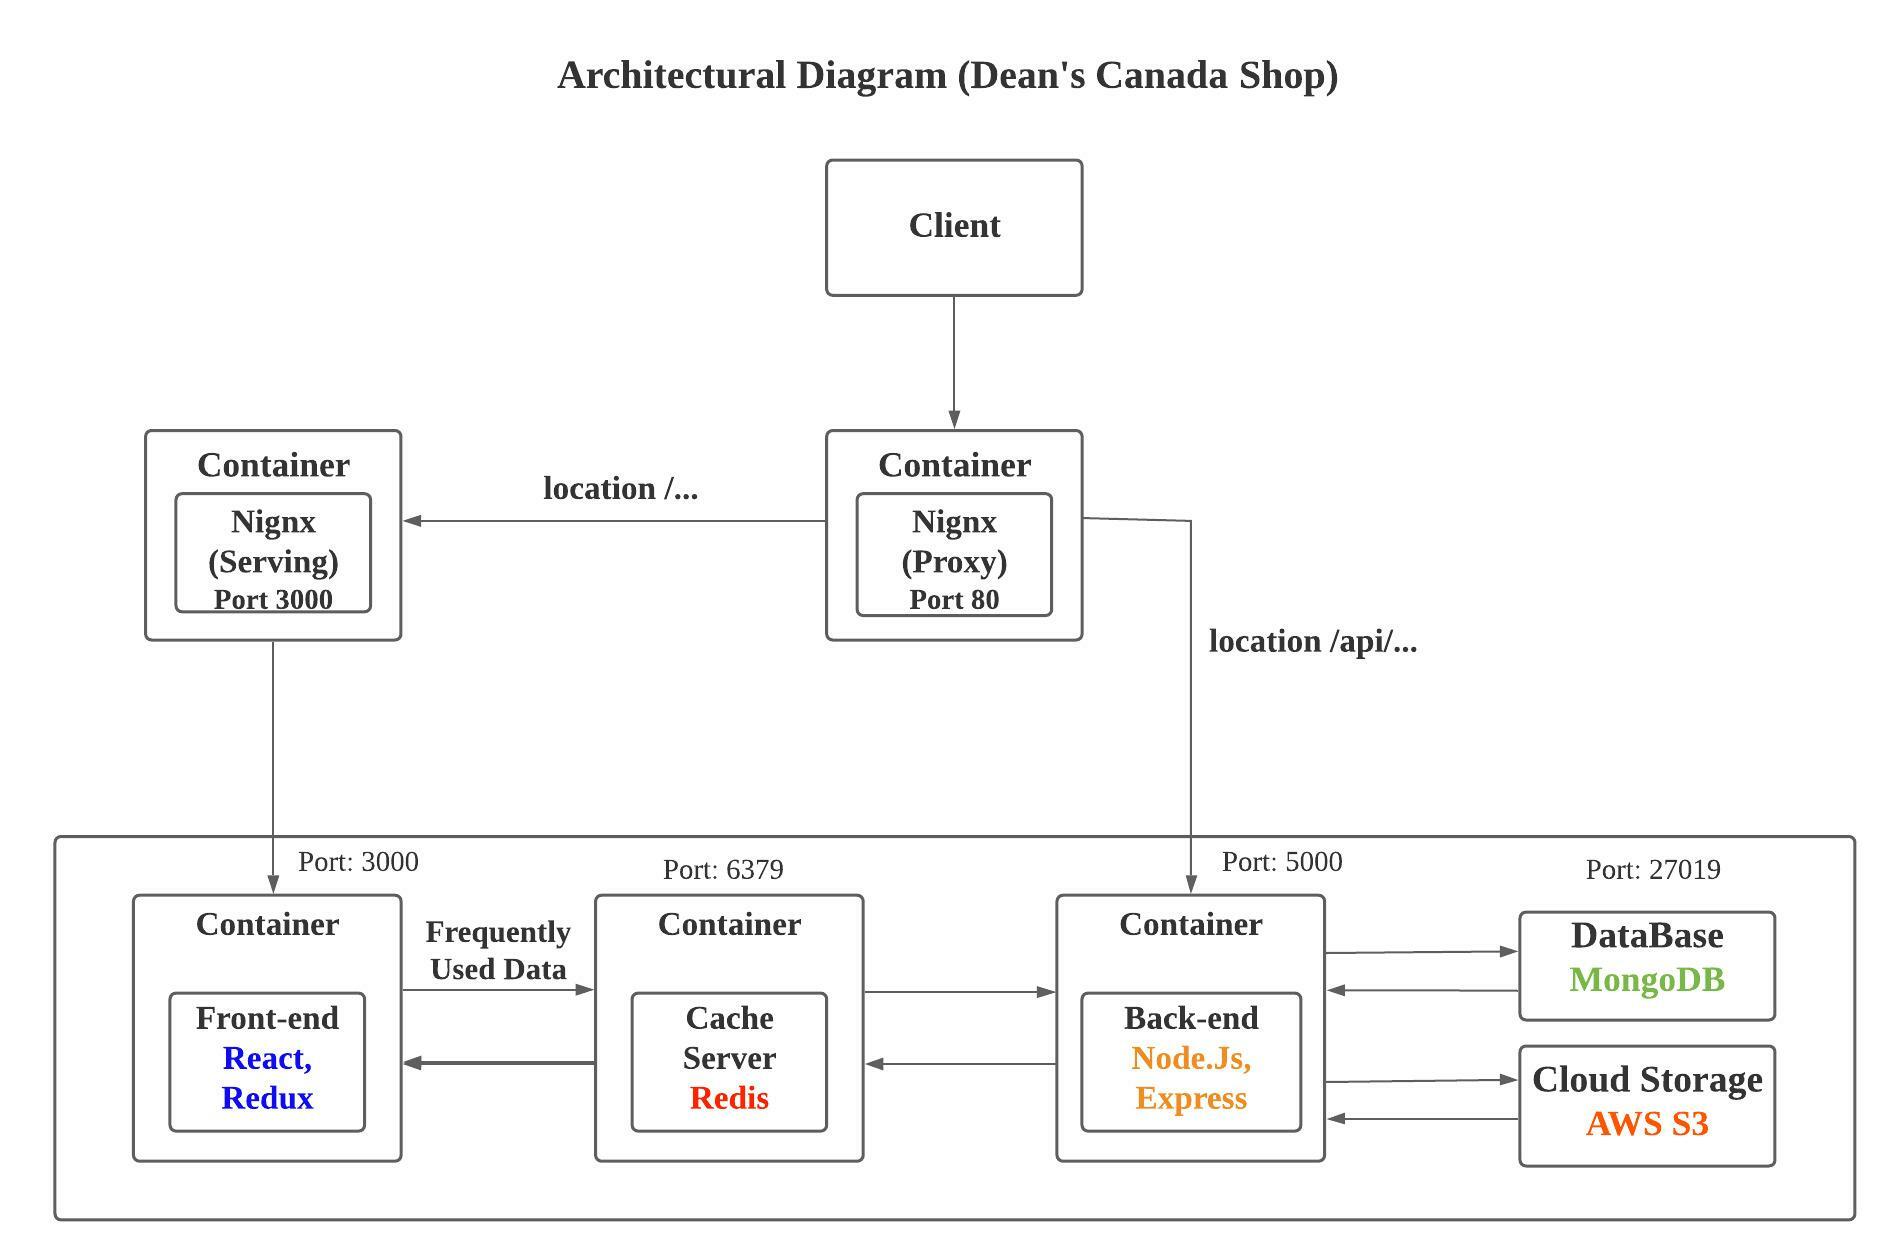 Architectural Diagram (Dean's Canada Shop)
Client
Container
Nignx
(Serving)
Port 3000
location /...
Container
Nignx
(Proxy)
Port 80
location /api/...
Port: 3000
Port: 6379
Port: 5000
Port: 27019
Container
Front-end
React,
Redux
Frequently
Used Data
Container
Cache
Server
Redis
Container
Back-end
Node.Js,
Express
DataBase
MongoDB
Cloud Storage
AWS S3